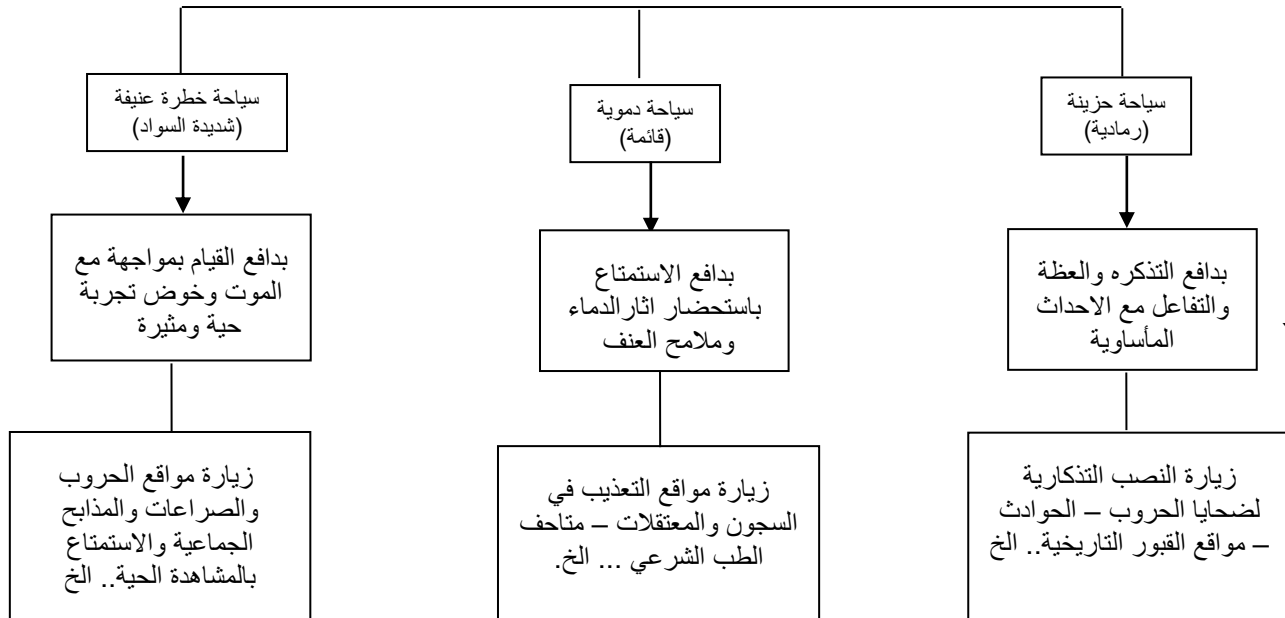 سياحة حزينة
(رمادية)
سياحة دموية
(قائمة)
سياحة خطرة عنيفة
(شديدة السواد)
بدافع التذكره والعظة
والتفاعل مع الاحداث
المأساوية
بدافع الاستمتاع
باستحضار اثارالدماء
وملامح العنف
بدافع القيام بمواجهة مع
الموت وخوض تجربة
حية ومثيرة
زيارة النصب التذكارية
لضحايا الحروب – الحوادث
– مواقع القبور التاريخية.. الخ
زيارة مواقع التعذيب في
السجون والمعتقلات – متاحف
الطب الشرعي ... الخ.
زيارة مواقع الحروب
والصراعات والمذابح
الجماعية والاستمتاع
بالمشاهدة الحية.. الخ